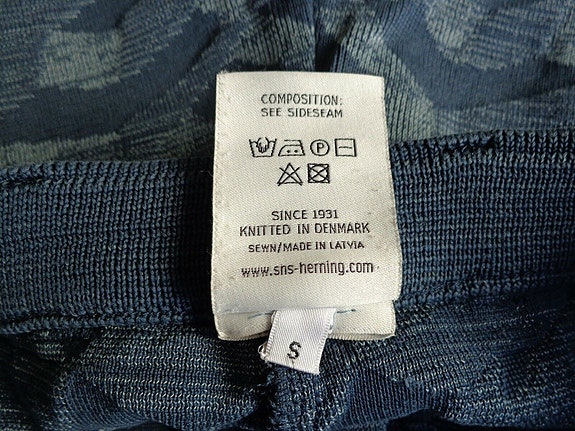 COMPOSITION:
SEE SIDESEAM
P
SINCE 1931
KNITTED IN DENMARK
SEWN/MADE IN LATVIA
www.sns-herning.com
S